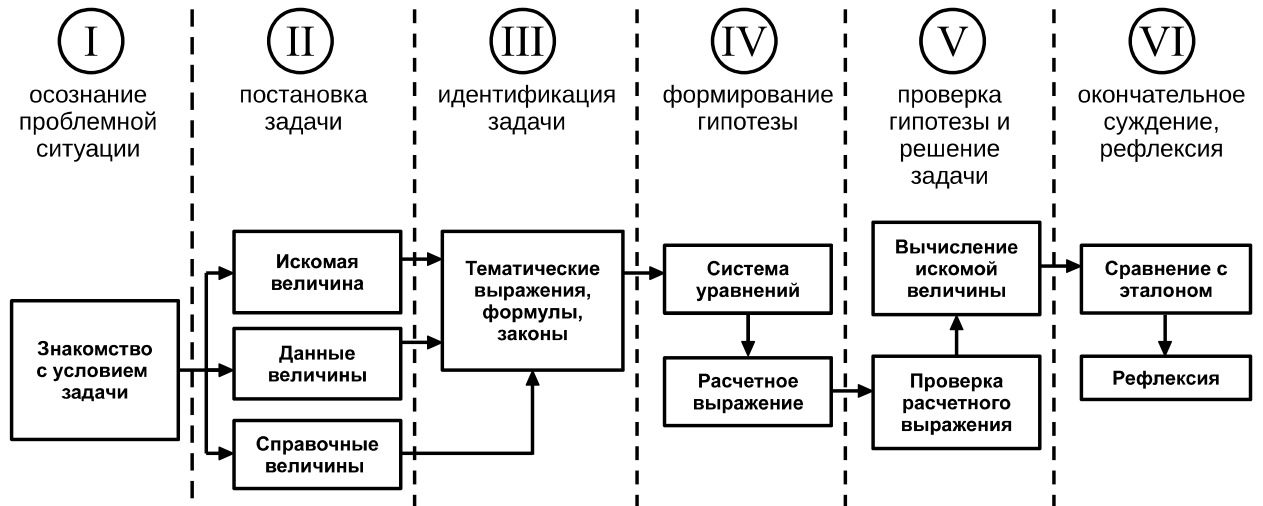 I
осознание
проблемной
ситуации
II
постановка
задачи
III
идентификация
задачи
IV
формирование
гипотезы
V
проверка
гипотезы и
решение
задачи
VI
окончательное
суждение,
рефлексия
Знакомство
с условием
задачи
Искомая
величина
Данные
величины
Справочные
величины
Тематические
выражения,
формулы,
законы
Система
уравнений
Расчетное
выражение
Вычисление
искомой
величины
Проверка
расчетного
выражения
Сравнение с
эталоном
Рефлексия